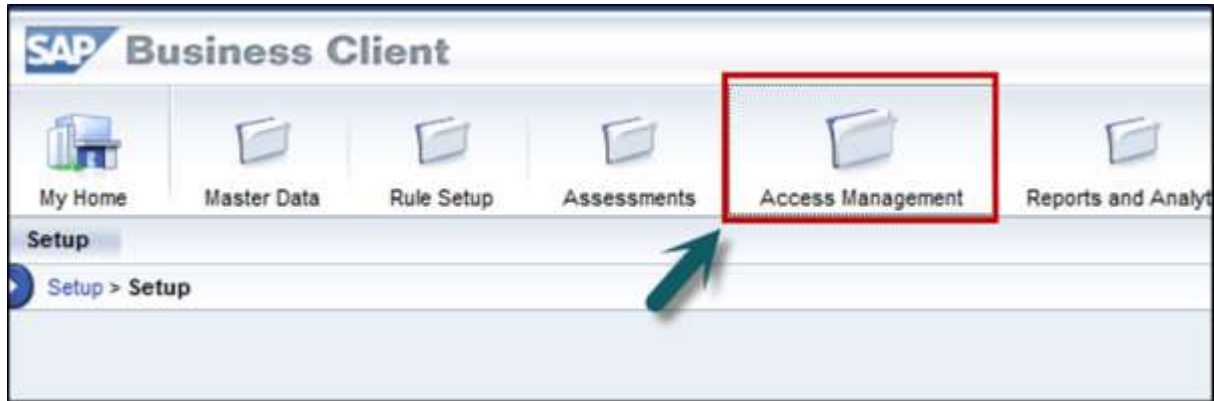 SAP Business Client
My Home Master Data Rule Setup Assessments Access Management Reports and Analyt
Setup
Setup > Setup